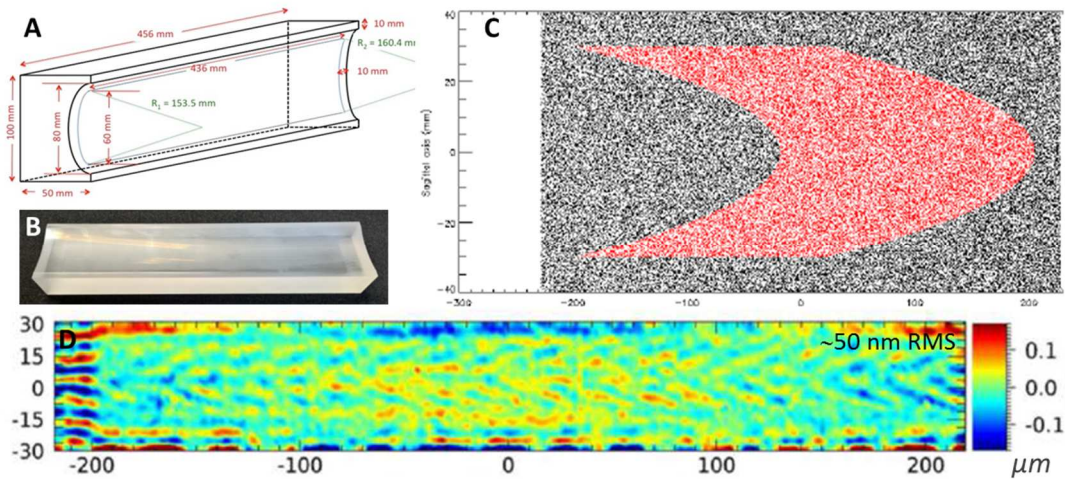 A
456 mm
10 mm
R₂ = 160.4 mm
436 mm
10 mm
R₁ = 153.5 mm
100 mm
80 mm
60 mm
50 mm
B
C
40
20
0
-20
-40
Sagittal axis (mm)
-300
-200
-100
0
100
200
D
~50 nm RMS
30
15
0
-15
-30
-200
-100
0
100
200
0.1
0.0
-0.1
μm